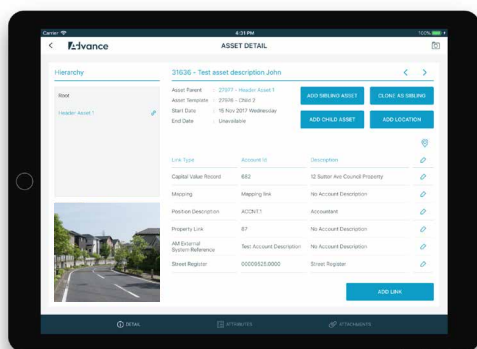 Carrier 6:31 PM 100%
Advance ASSET DETAIL
Hierarchy
Root
Header Asset 1
31636 - Test asset description John
Asset Parent : 27977 - Header Asset 1
Asset Template : 27978 - Child 2
Start Date : 15 Nov 2017 Wednesday
End Date : Unavailable
ADD SIBLING ASSET CLONE AS SIBLING
ADD CHILD ASSET ADD LOCATION
Link Type Account Id Description
Capital Value Record 682 12 Sutter Ave Council Property
Mapping Mapping link No Account Description
Position Description ACCNT.1 Accountant
Property Link 67 No Account Description
AM External System Reference Test Account Description No Account Description
Street Register 00000525.0000 Street Register
ADD LINK
DETAIL ATTRIBUTES ATTACHMENTS